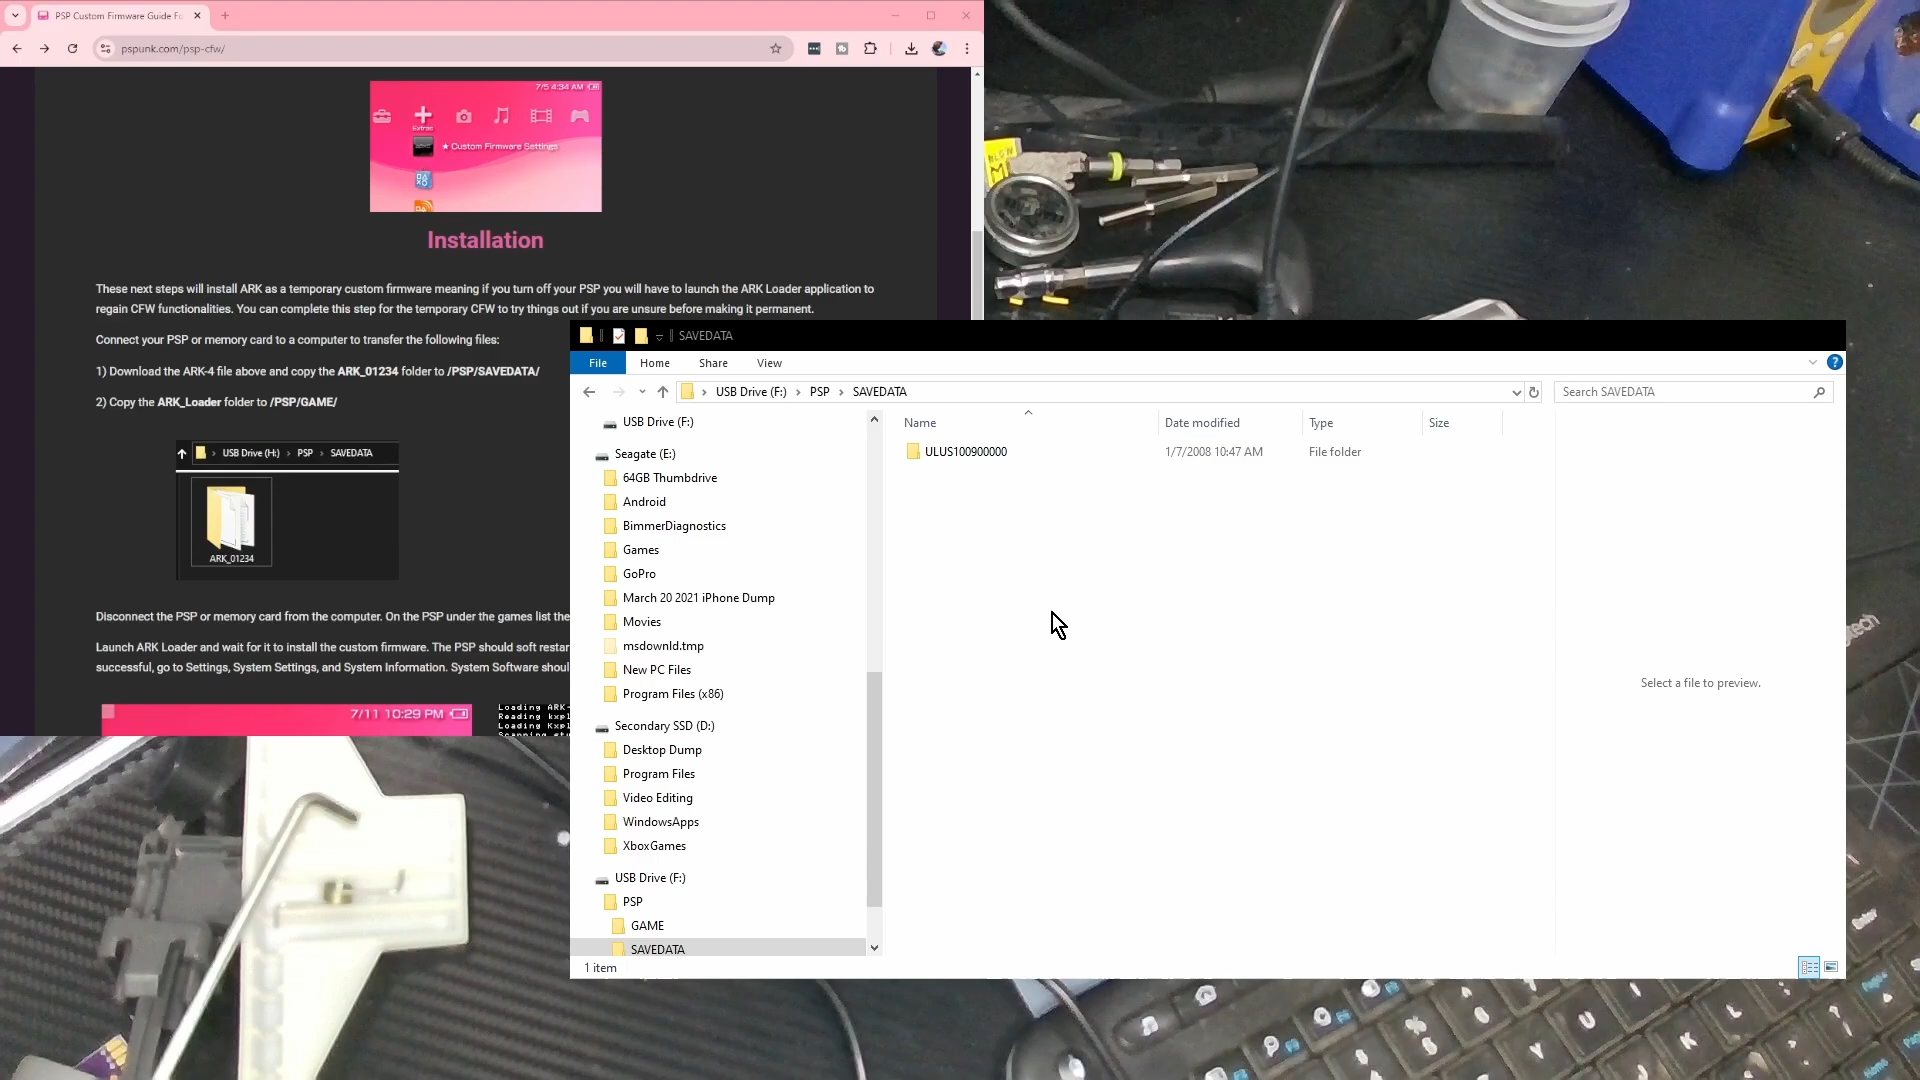 PSP Custom Firmware Guide Fo
pspunk.com/psp-cfw/
7/5 4:34 AM
Extras
★ Custom Firmware Settings
Installation
These next steps will install ARK as a temporary custom firmware meaning if you turn off your PSP you will have to launch the ARK Loader application to
regain CFW functionalities. You can complete this step for the temporary CFW to try things out if you are unsure before making it permanent.
Connect your PSP or memory card to a computer to transfer the following files:
1) Download the ARK-4 file above and copy the ARK_01234 folder to /PSP/SAVEDATA/
2) Copy the ARK_Loader folder to /PSP/GAME/
USB Drive (H:) › PSP › SAVEDATA
ARK_01234
Disconnect the PSP or memory card from the computer. On the PSP under the games list the
Launch ARK Loader and wait for it to install the custom firmware. The PSP should soft restar
successful, go to Settings, System Settings, and System Information. System Software shoul
7/11 10:29 PM
Loading ARK-
Reading kxpl
Loading Kxpl
SAVEDATA
File Home Share View
USB Drive (F:) › PSP › SAVEDATA
Search SAVEDATA
Name Date modified Type Size
ULUS100900000 1/7/2008 10:47 AM File folder
USB Drive (F:)
Seagate (E:)
64GB Thumbdrive
Android
BimmerDiagnostics
Games
GoPro
March 20 2021 iPhone Dump
Movies
msdownld.tmp
New PC Files
Program Files (x86)
Secondary SSD (D:)
Desktop Dump
Program Files
Video Editing
WindowsApps
XboxGames
USB Drive (F:)
PSP
GAME
SAVEDATA
Select a file to preview.
1 item